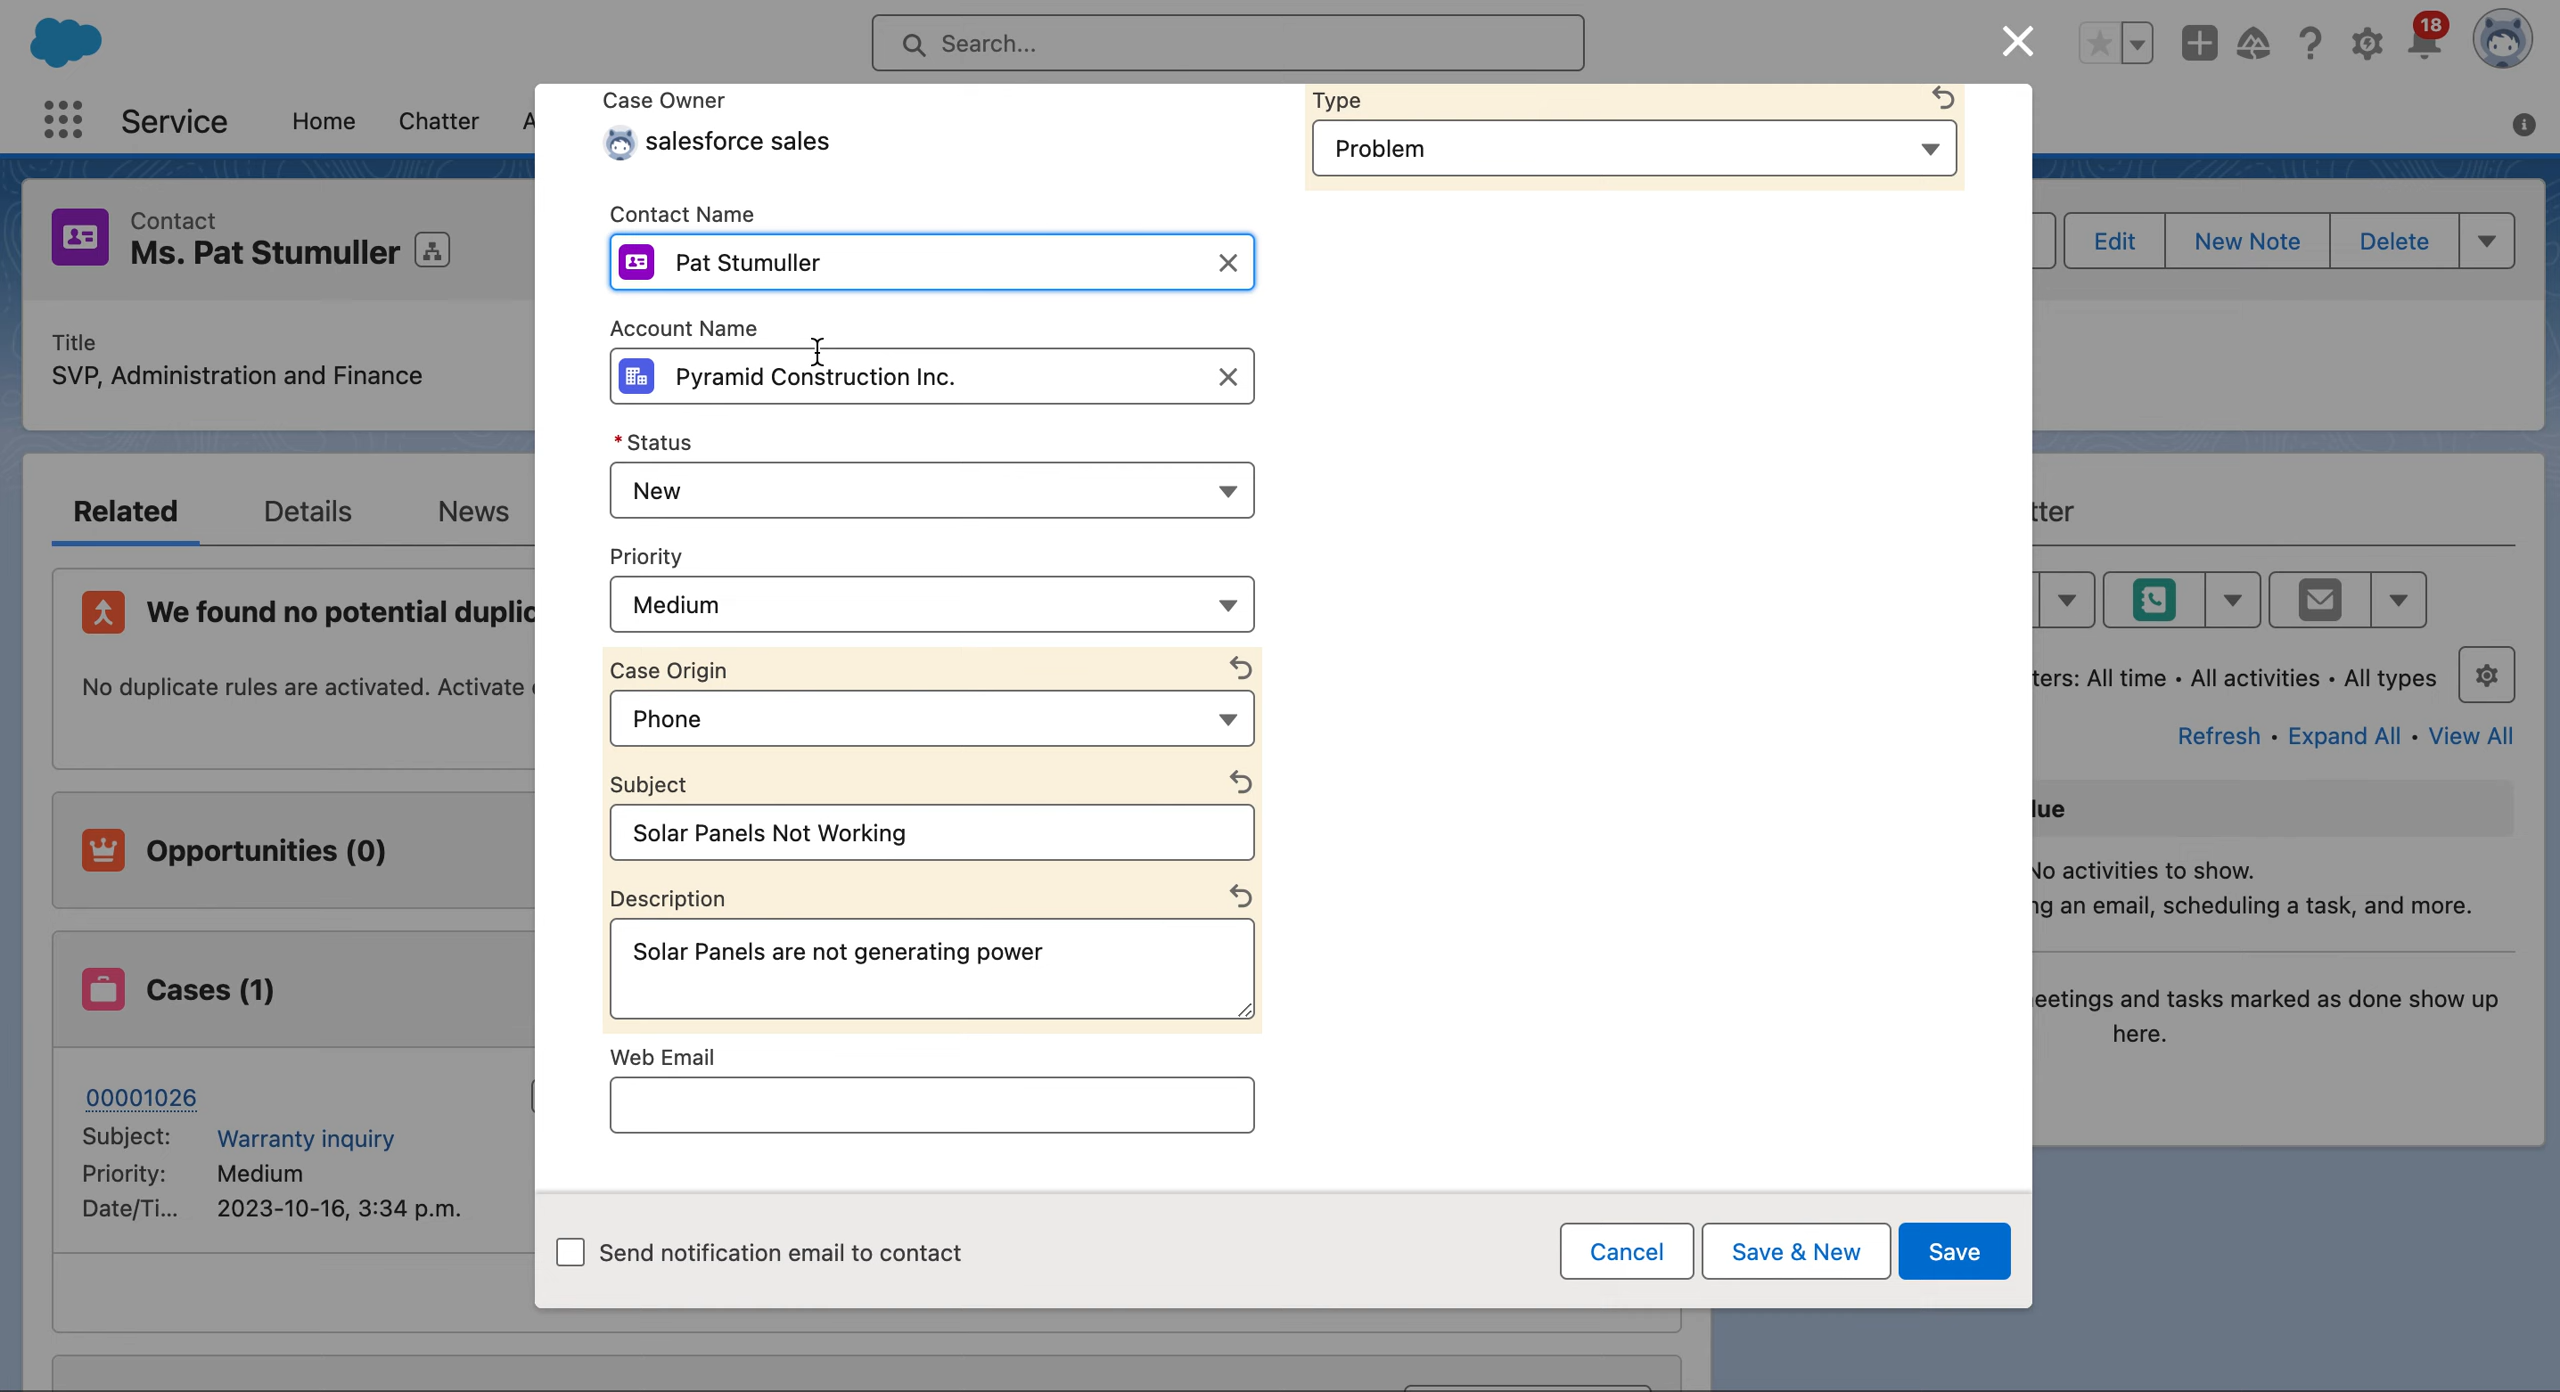 Search...
18
Service
Home
Chatter
A
Contact
Ms. Pat Stumuller
Edit
New Note
Delete
Title
SVP, Administration and Finance
Related
Details
News
We found no potential duplic
No duplicate rules are activated. Activate
Opportunities (0)
Cases (1)
00001026
Subject: Warranty inquiry
Priority: Medium
Date/Ti... 2023-10-16, 3:34 p.m.
Case Owner
salesforce sales
Contact Name
Pat Stumuller
Account Name
Pyramid Construction Inc.
* Status
New
Priority
Medium
Case Origin
Phone
Subject
Solar Panels Not Working
Description
Solar Panels are not generating power
Web Email
Type
Problem
Send notification email to contact
Cancel
Save & New
Save
tter
ters: All time • All activities • All types
Refresh • Expand All • View All
lue
No activities to show.
ng an email, scheduling a task, and more.
eetings and tasks marked as done show up
here.